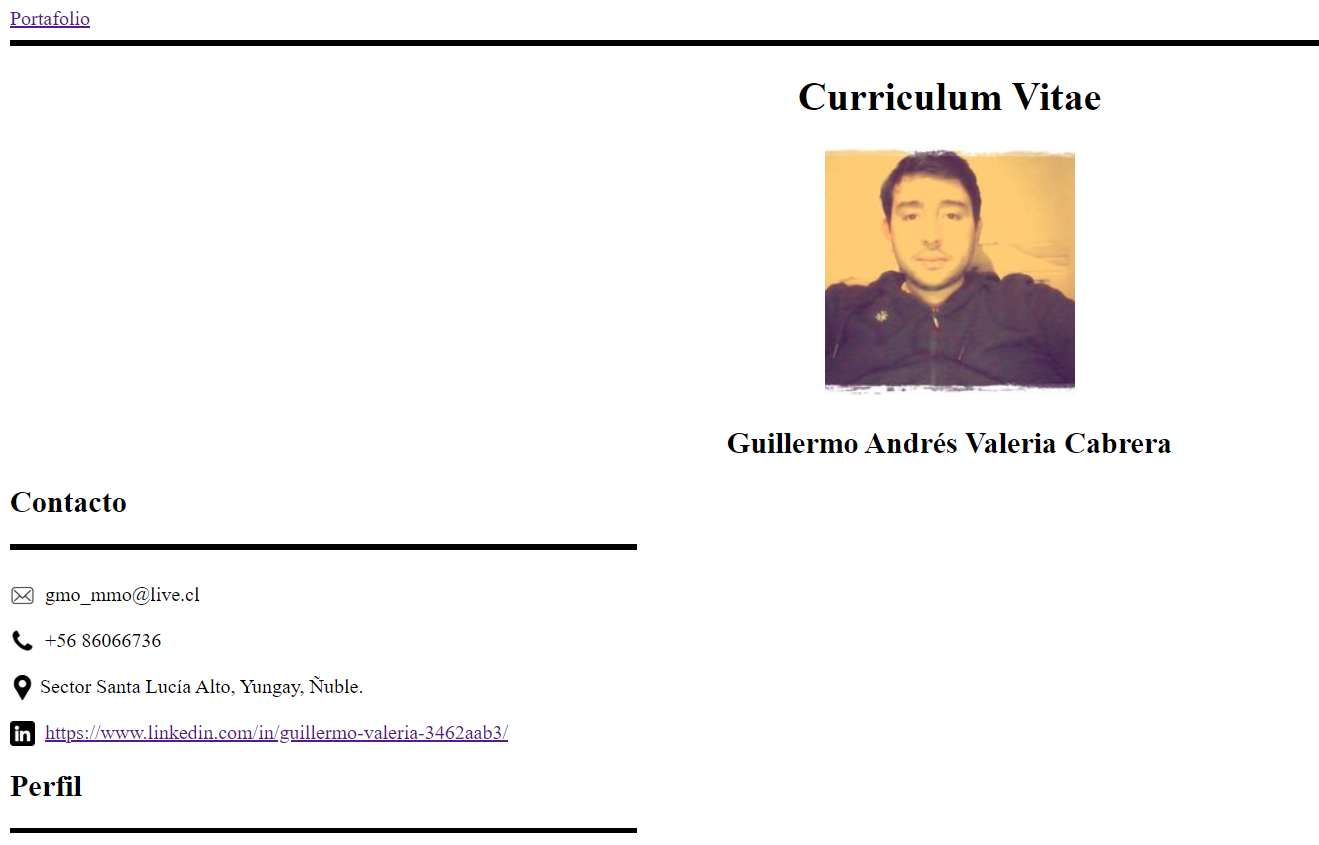 Portafolio
Curriculum Vitae
Guillermo Andrés Valeria Cabrera
Contacto
gmo_mmo@live.cl
+56 86066736
Sector Santa Lucía Alto, Yungay, Ñuble.
in https://www.linkedin.com/in/guillermo-valeria-3462aab3/
Perfil